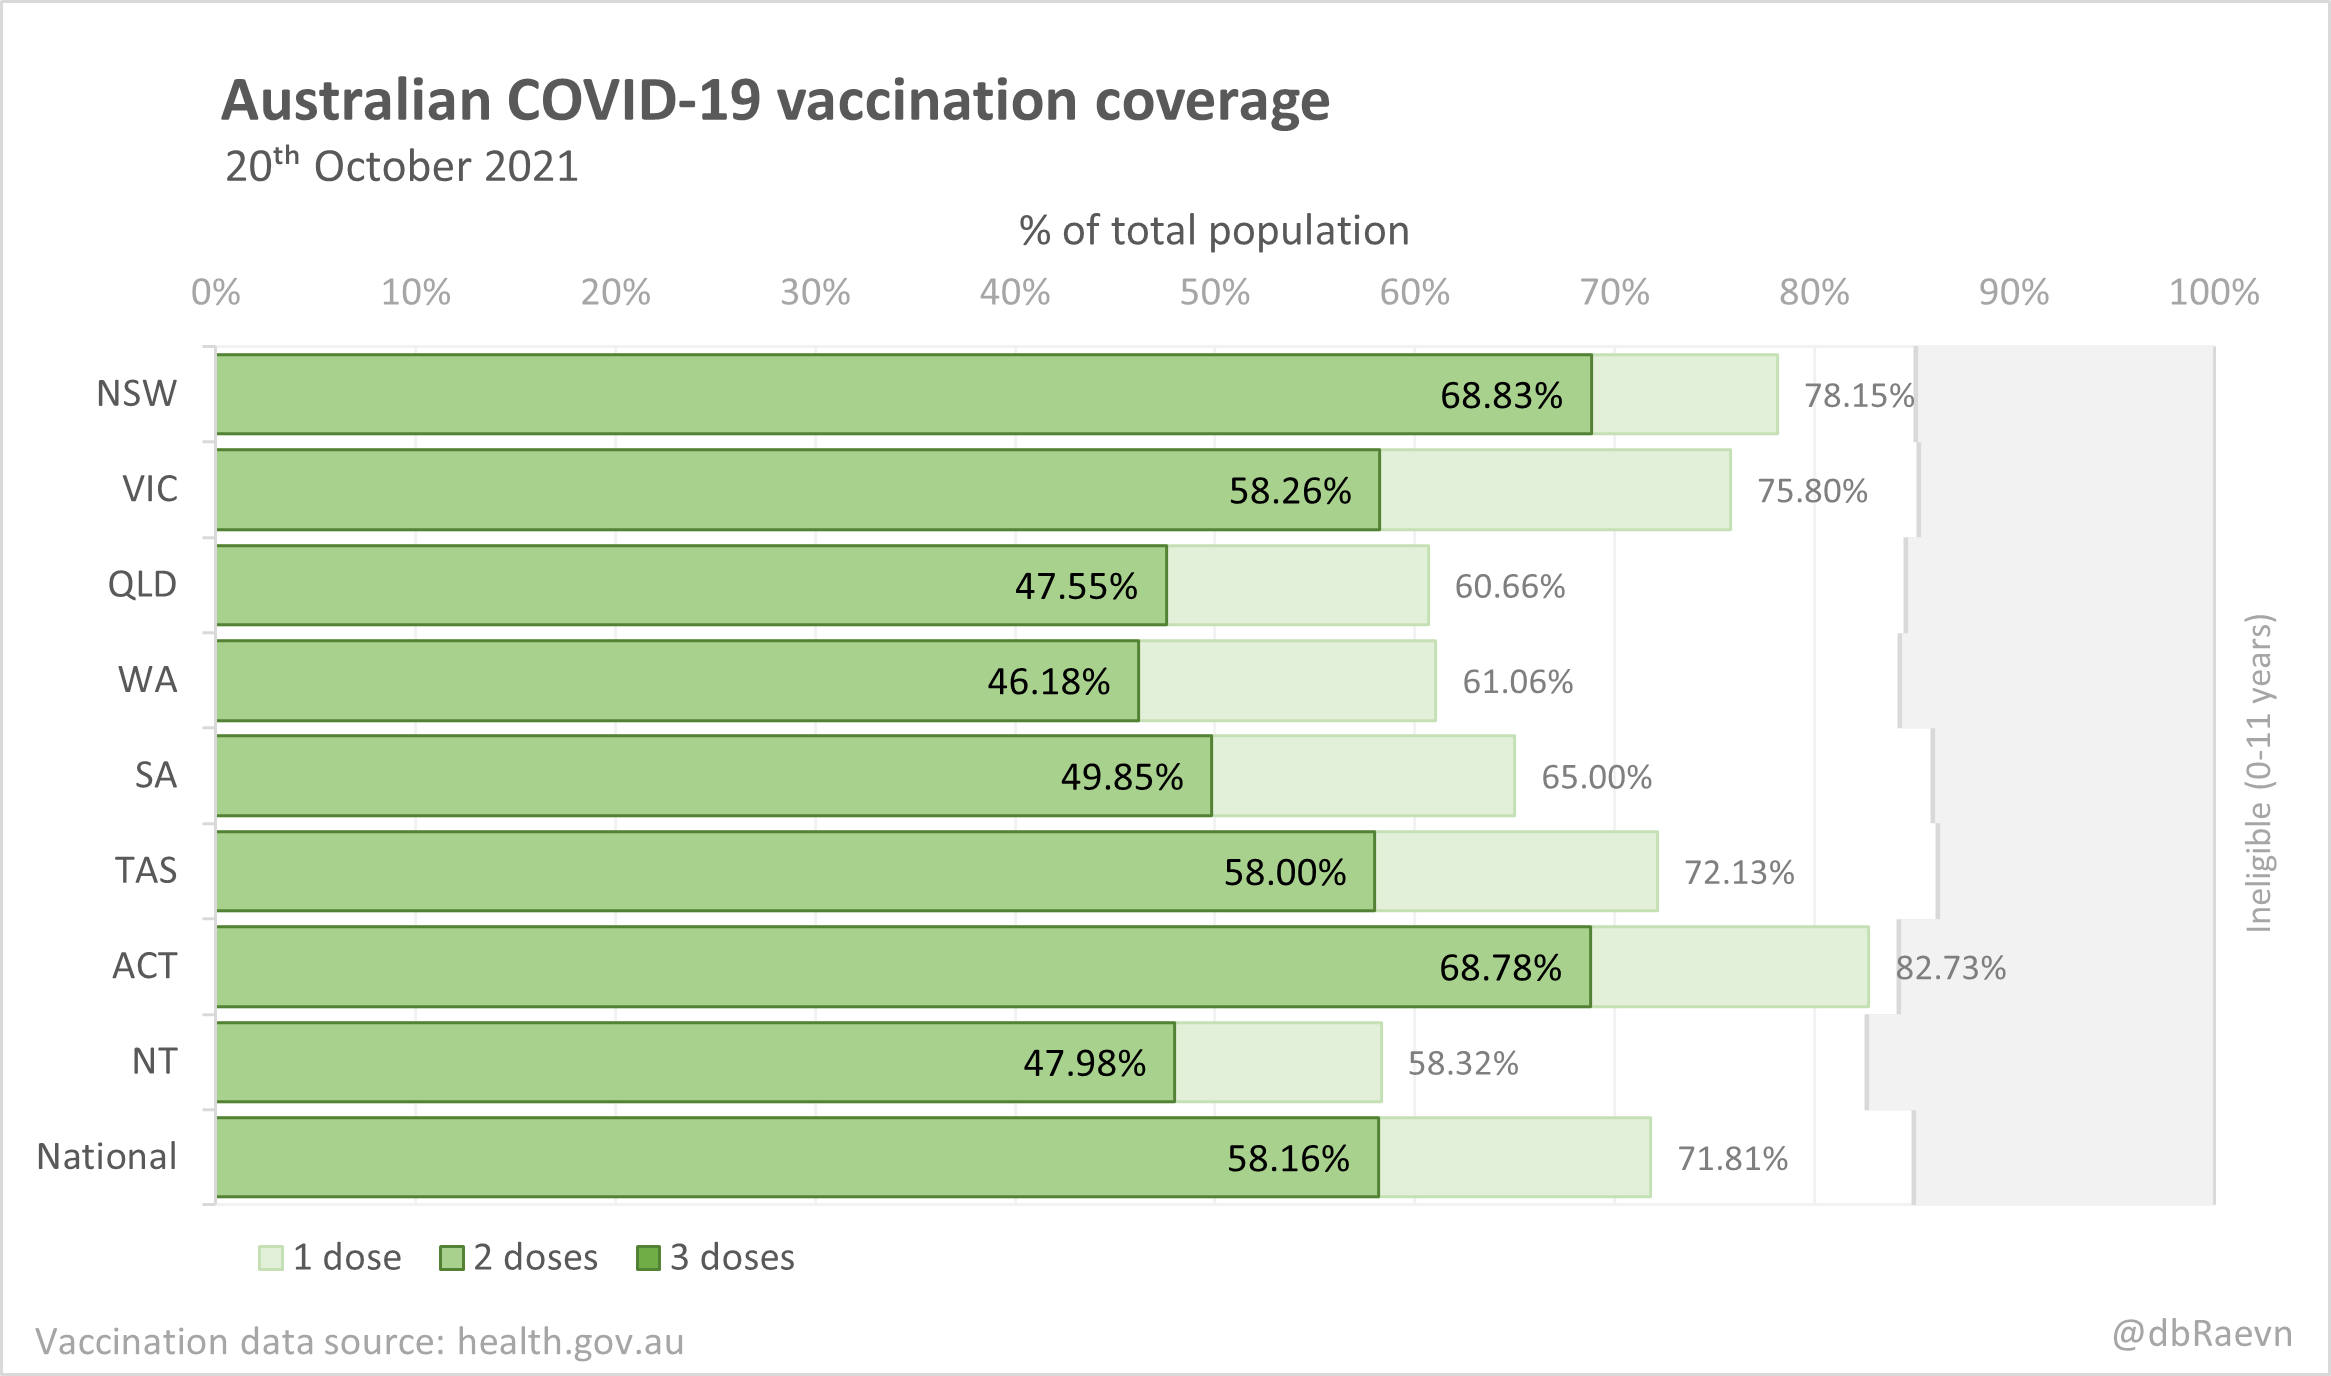 Australian COVID-19 vaccination coverage
20th October 2021
% of total population
0% 10% 20% 30% 40% 50% 60% 70% 80% 90% 100%
NSW 68.83% 78.15%
VIC 58.26% 75.80%
QLD 47.55% 60.66%
WA 46.18% 61.06%
SA 49.85% 65.00%
TAS 58.00% 72.13%
ACT 68.78% 82.73%
NT 47.98% 58.32%
National 58.16% 71.81%
Ineligible (0-11 years)
1 dose 2 doses 3 doses
Vaccination data source: health.gov.au
@dbRaevn